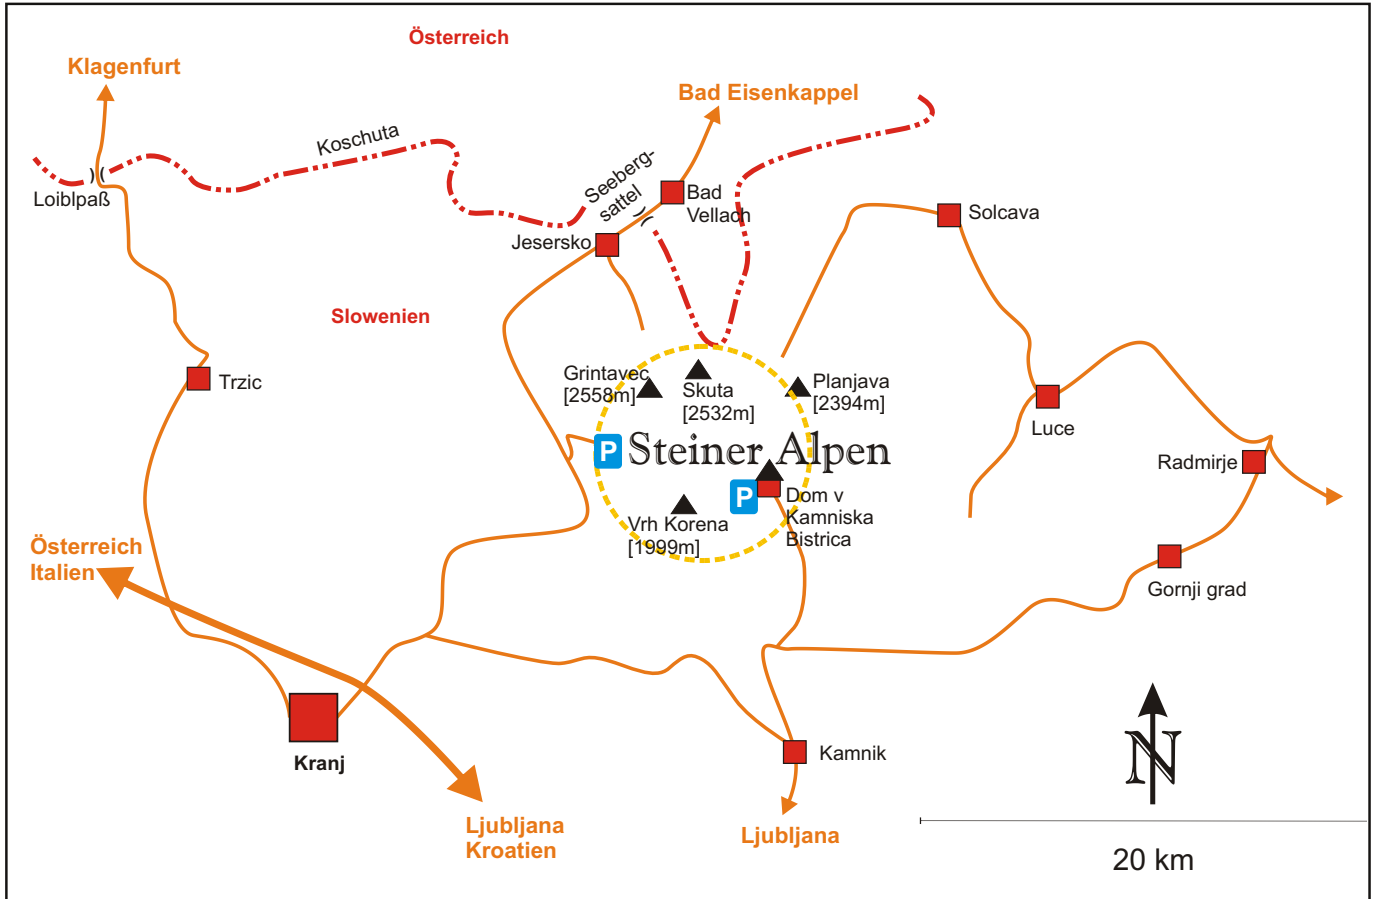 Österreich
Klagenfurt
Bad Eisenkappel
Koschuta
Seeberg-
sattel
Loiblpaß
Bad
Vellach
Solcava
Jesersko
Slowenien
Trzic
Grintavec
[2558m]
Skuta
[2532m]
Planjava
[2394m]
Luce
P
Steiner Alpen
Radmirje
P
Dom v
Kamniska
Bistrica
Vrh Korena
[1999m]
Österreich
Italien
Gornji grad
N
Kranj
Kamnik
Ljubljana
Kroatien
Ljubljana
20 km